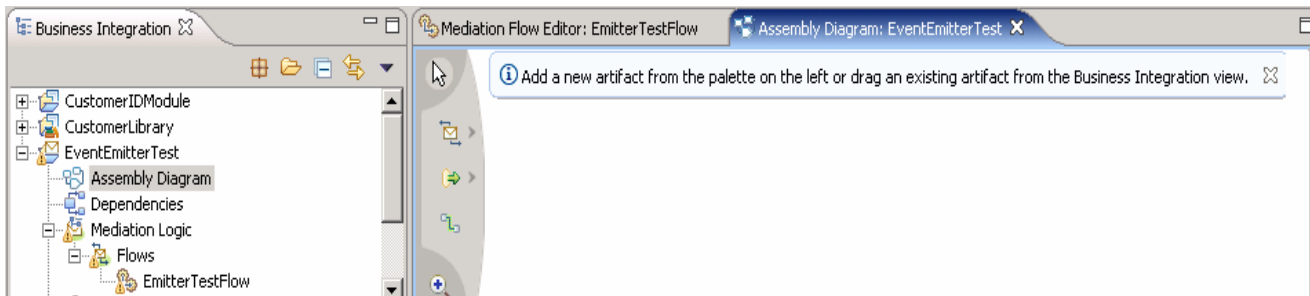 Business Integration
Mediation Flow Editor: EmitterTestFlow
Assembly Diagram: EventEmitterTest
Add a new artifact from the palette on the left or drag an existing artifact from the Business Integration view.
CustomerIDModule
CustomerLibrary
EventEmitterTest
Assembly Diagram
Dependencies
Mediation Logic
Flows
EmitterTestFlow